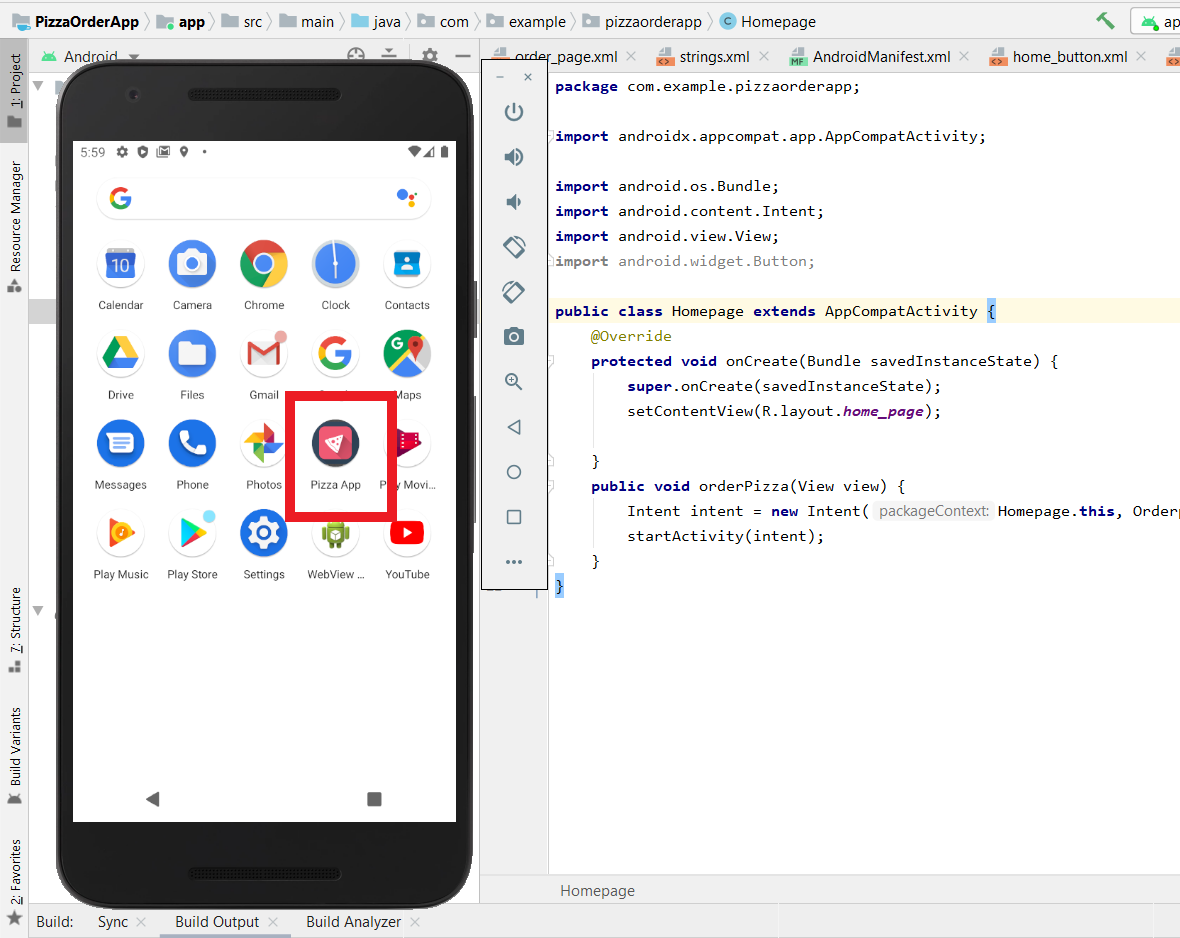 PizzaOrderApp app src main java com example pizzaorderapp C Homepage
Android
order_page.xml strings.xml MF AndroidManifest.xml home_button.xml
1: Project
Resource Manager
7: Structure
Build Variants
2: Favorites
5:59
Calendar Camera Chrome Clock Contacts
10
Drive Files Gmail Maps
Messages Phone Photos Pizza App Play Movi...
Play Music Play Store Settings WebView ... YouTube
package com.example.pizzaorderapp;
import androidx.appcompat.app.AppCompatActivity;
import android.os.Bundle;
import android.content.Intent;
import android.view.View;
import android.widget.Button;
public class Homepage extends AppCompatActivity {
@Override
protected void onCreate(Bundle savedInstanceState) {
super.onCreate(savedInstanceState);
setContentView(R.layout.home_page);
}
public void orderPizza(View view) {
Intent intent = new Intent( packageContext: Homepage.this, Orderp
startActivity(intent);
}
}
Homepage
Build: Sync Build Output Build Analyzer